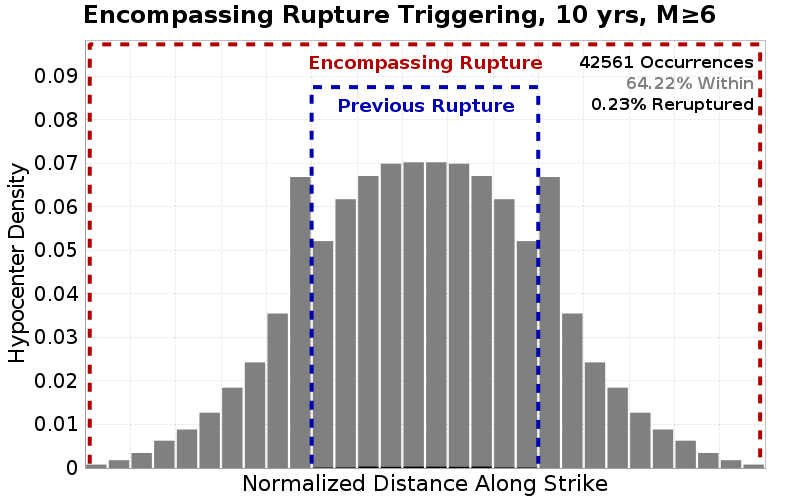 Encompassing Rupture Triggering, 10 yrs, M≥6
Encompassing Rupture
Previous Rupture
42561 Occurrences
64.22% Within
0.23% Reruptured
Hypocenter Density
0.09
0.08
0.07
0.06
0.05
0.04
0.03
0.02
0.01
0
Normalized Distance Along Strike